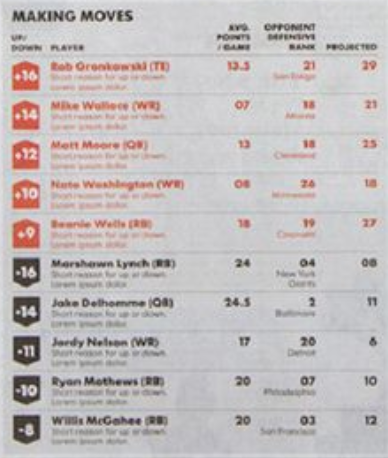 MAKING MOVES
UP/ DOWN PLAYER AVG. POINTS / GAME OPPONENT DEFENSIVE RANK PROJECTED
+16 Rob Gronkowski (TE) 13.5 21 29
Short reason for up or down. San Diego
Lorem ipsum dolor.
+14 Mike Wallace (WR) 07 18 21
Short reason for up or down. Atlanta
Lorem ipsum dolor.
+12 Matt Moore (QB) 13 18 25
Short reason for up or down. Cleveland
Lorem ipsum dolor.
+10 Nate Washington (WR) 08 26 18
Short reason for up or down. Minnesota
Lorem ipsum dolor.
+9 Beanie Wells (RB) 18 19 27
Short reason for up or down. Cincinnati
Lorem ipsum dolor.
-16 Marshawn Lynch (RB) 24 04 08
Short reason for up or down. New York
Lorem ipsum dolor. Giants
-14 Jake Delhomme (QB) 24.5 2 11
Short reason for up or down. Baltimore
Lorem ipsum dolor.
-11 Jordy Nelson (WR) 17 20 6
Short reason for up or down. Detroit
Lorem ipsum dolor.
-10 Ryan Mathews (RB) 20 07 10
Short reason for up or down. Philadelphia
Lorem ipsum dolor.
-8 Willis McGahee (RB) 20 03 12
Short reason for up or down. San Francisco
Lorem ipsum dolor.